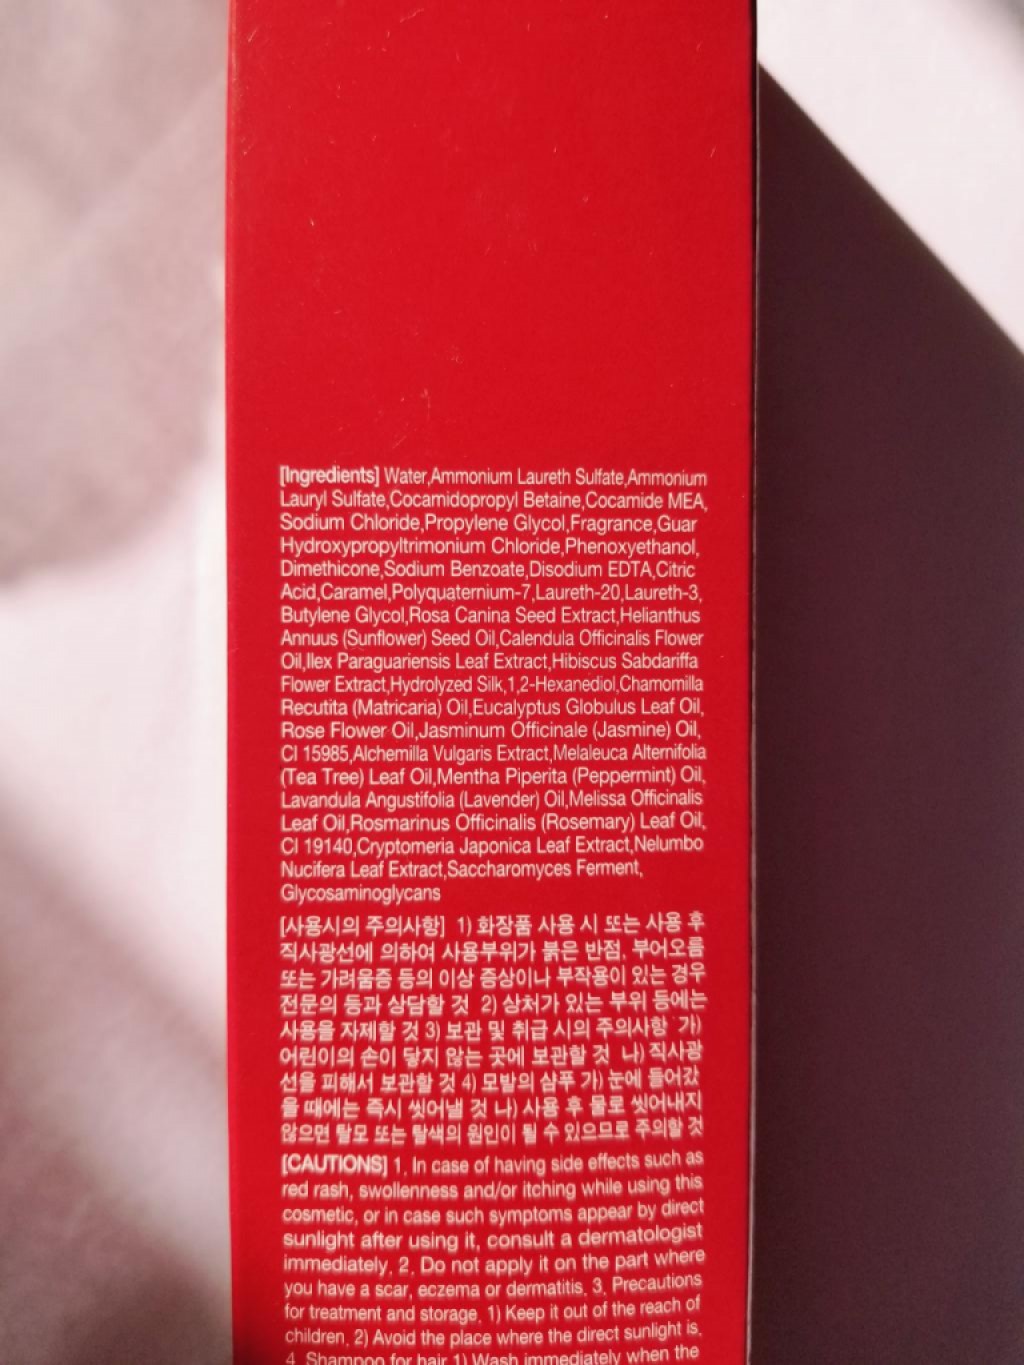 [Ingredients] Water,Ammonium Laureth Sulfate,Ammonium
Lauryl Sulfate,Cocamidopropyl Betaine,Cocamide MEA,
Sodium Chloride,Propylene Glycol,Fragrance,Guar
Hydroxypropyltrimonium Chloride,Phenoxyethanol,
Dimethicone,Sodium Benzoate,Disodium EDTA,Citric
Acid,Caramel,Polyquaternium-7,Laureth-20,Laureth-3,
Butylene Glycol,Rosa Canina Seed Extract,Helianthus
Annuus (Sunflower) Seed Oil,Calendula Officinalis Flower
Oil,Ilex Paraguariensis Leaf Extract,Hibiscus Sabdariffa
Flower Extract,Hydrolyzed Silk,1,2-Hexanediol,Chamomilla
Recutita (Matricaria) Oil,Eucalyptus Globulus Leaf Oil,
Rose Flower Oil,Jasminum Officinale (Jasmine) Oil,
CI 15985,Alchemilla Vulgaris Extract,Melaleuca Alternifolia
(Tea Tree) Leaf Oil,Mentha Piperita (Peppermint) Oil,
Lavandula Angustifolia (Lavender) Oil,Melissa Officinalis
Leaf Oil,Rosmarinus Officinalis (Rosemary) Leaf Oil,
CI 19140,Cryptomeria Japonica Leaf Extract,Nelumbo
Nucifera Leaf Extract,Saccharomyces Ferment,
Glycosaminoglycans
[사용시의 주의사항] 1) 화장품 사용 시 또는 사용 후
직사광선에 의하여 사용부위가 붉은 반점, 부어오름
또는 가려움증 등의 이상 증상이나 부작용이 있는 경우
전문의 등과 상담할 것 2) 상처가 있는 부위 등에는
사용을 자제할 것 3) 보관 및 취급 시의 주의사항 가)
어린이의 손이 닿지 않는 곳에 보관할 것 나) 직사광
선을 피해서 보관할 것 4) 모발의 샴푸 가) 눈에 들어갔
을 때에는 즉시 씻어낼 것 나) 사용 후 물로 씻어내지
않으면 탈모 또는 탈색의 원인이 될 수 있으므로 주의할 것
[CAUTIONS] 1. In case of having side effects such as
red rash, swollenness and/or itching while using this
cosmetic, or in case such symptoms appear by direct
sunlight after using it, consult a dermatologist
immediately. 2. Do not apply it on the part where
you have a scar, eczema or dermatitis. 3. Precautions
for treatment and storage. 1) Keep it out of the reach of
children. 2) Avoid the place where the direct sunlight is.
4. Shampoo for hair 1) Wash immediately when the